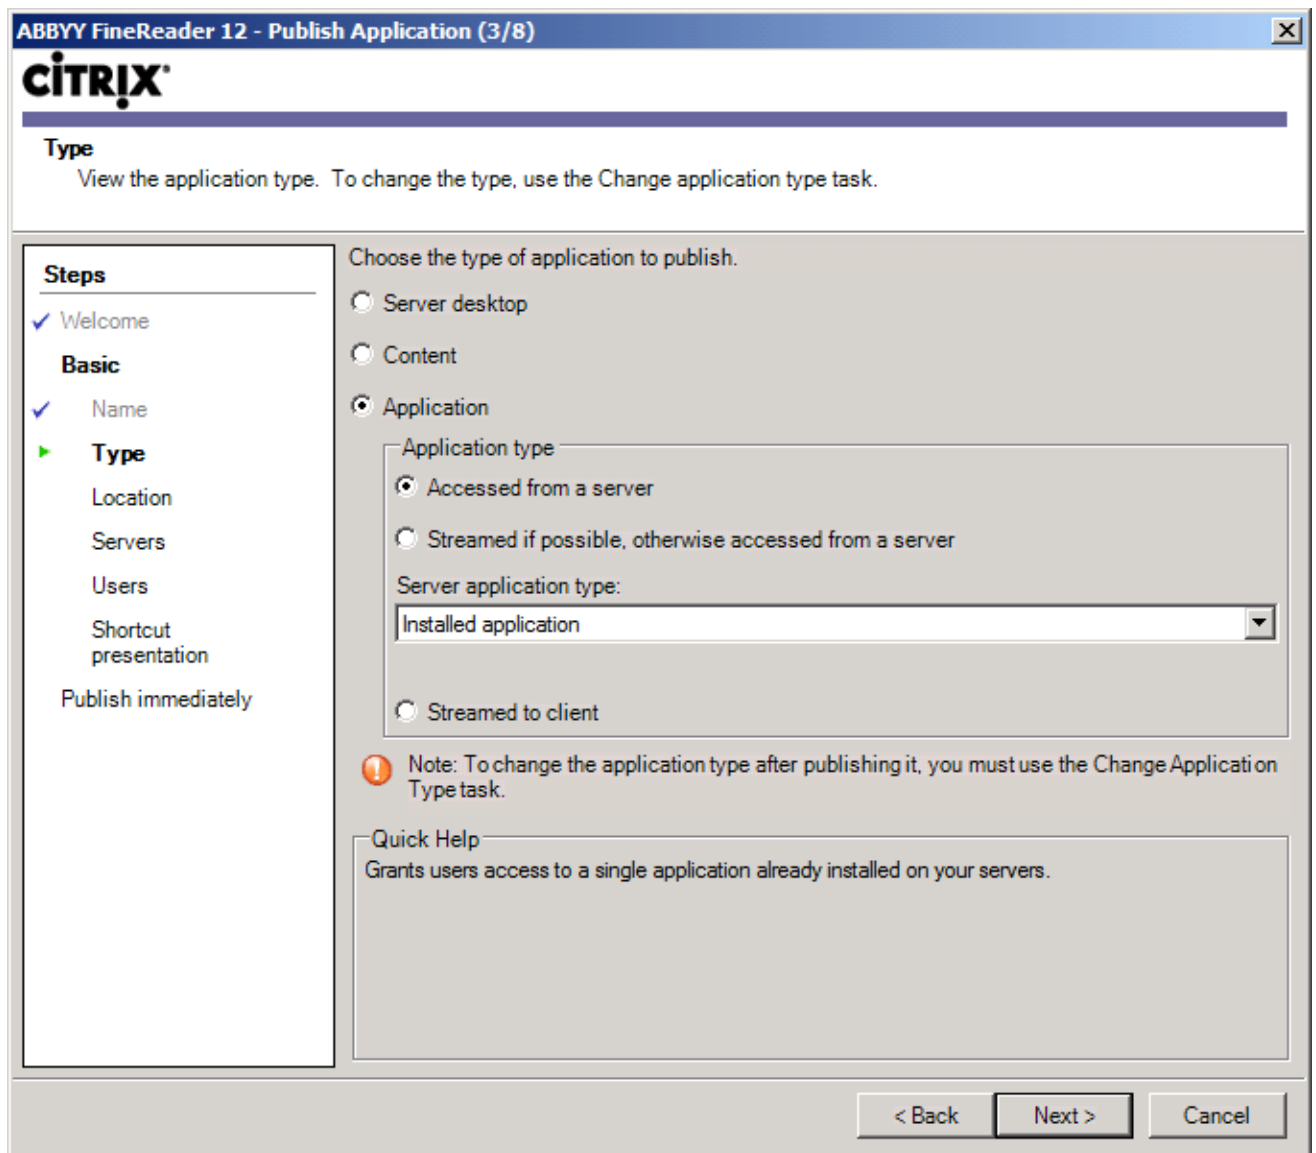 ABBYY FineReader 12 - Publish Application (3/8)
CITRIX
Type
View the application type. To change the type, use the Change application type task.
Steps
Welcome
Basic
Name
Type
Location
Servers
Users
Shortcut
presentation
Publish immediately
Choose the type of application to publish.
Server desktop
Content
Application
Application type
Accessed from a server
Streamed if possible, otherwise accessed from a server
Server application type:
Installed application
Streamed to client
Note: To change the application type after publishing it, you must use the Change Application
Type task.
Quick Help
Grants users access to a single application already installed on your servers.
< Back
Next >
Cancel